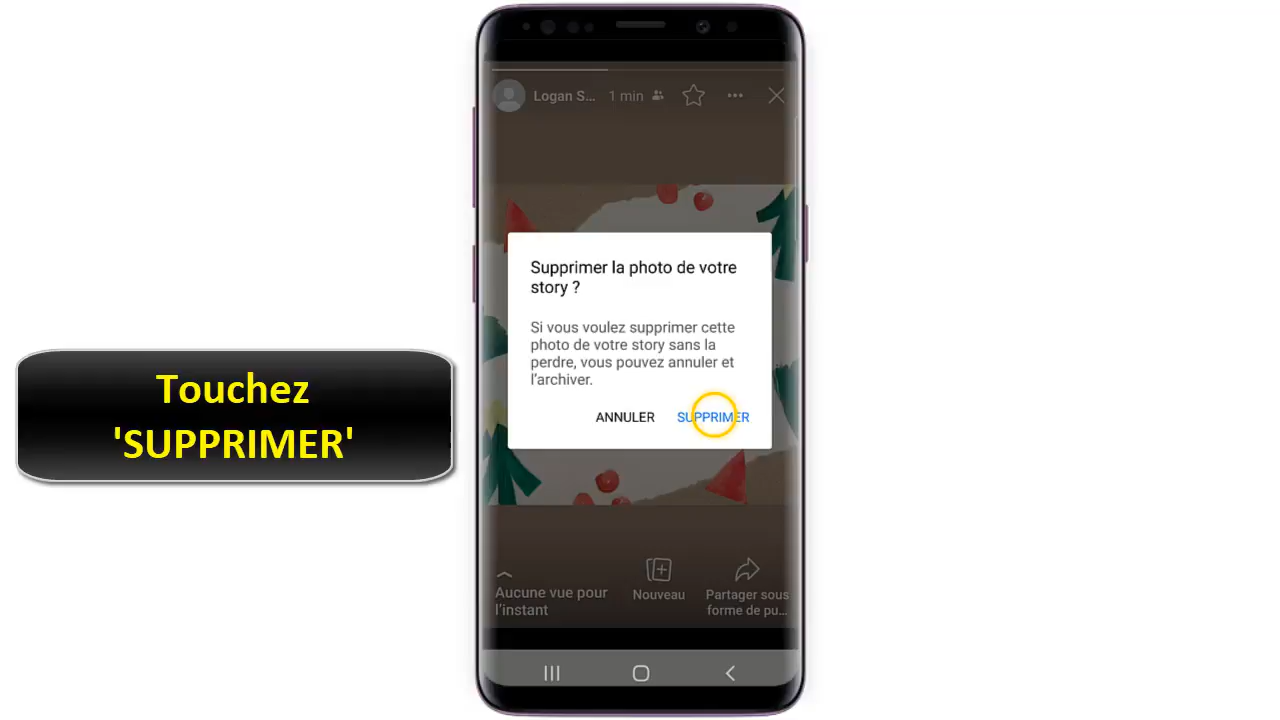 Logan S... 1 min
Supprimer la photo de votre
story ?
Si vous voulez supprimer cette
photo de votre story sans la
perdre, vous pouvez annuler et
l'archiver.
ANNULER SUPPRIMER
Touchez
'SUPPRIMER'
Aucune vue pour
l'instant
Nouveau
Partager sous
forme de pu...